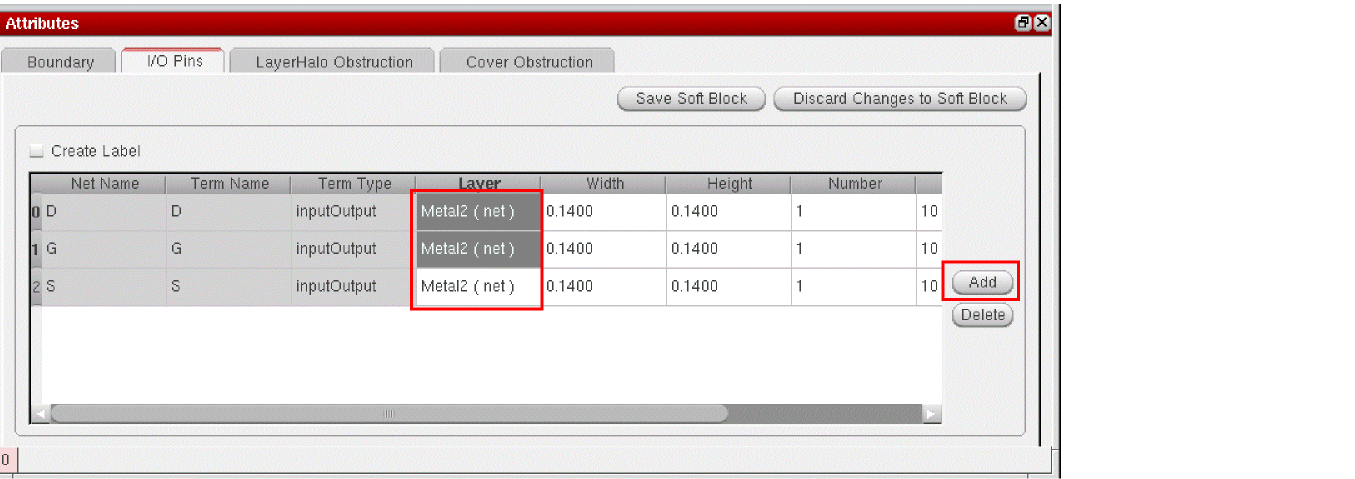 Attributes
Boundary I/O Pins LayerHalo Obstruction Cover Obstruction
Save Soft Block Discard Changes to Soft Block
Create Label
Net Name Term Name Term Type Layer Width Height Number
0 D D inputOutput Metal2 ( net ) 0.1400 0.1400 1 10
1 G G inputOutput Metal2 ( net ) 0.1400 0.1400 1 10
2 S S inputOutput Metal2 ( net ) 0.1400 0.1400 1 10
Add
Delete
0